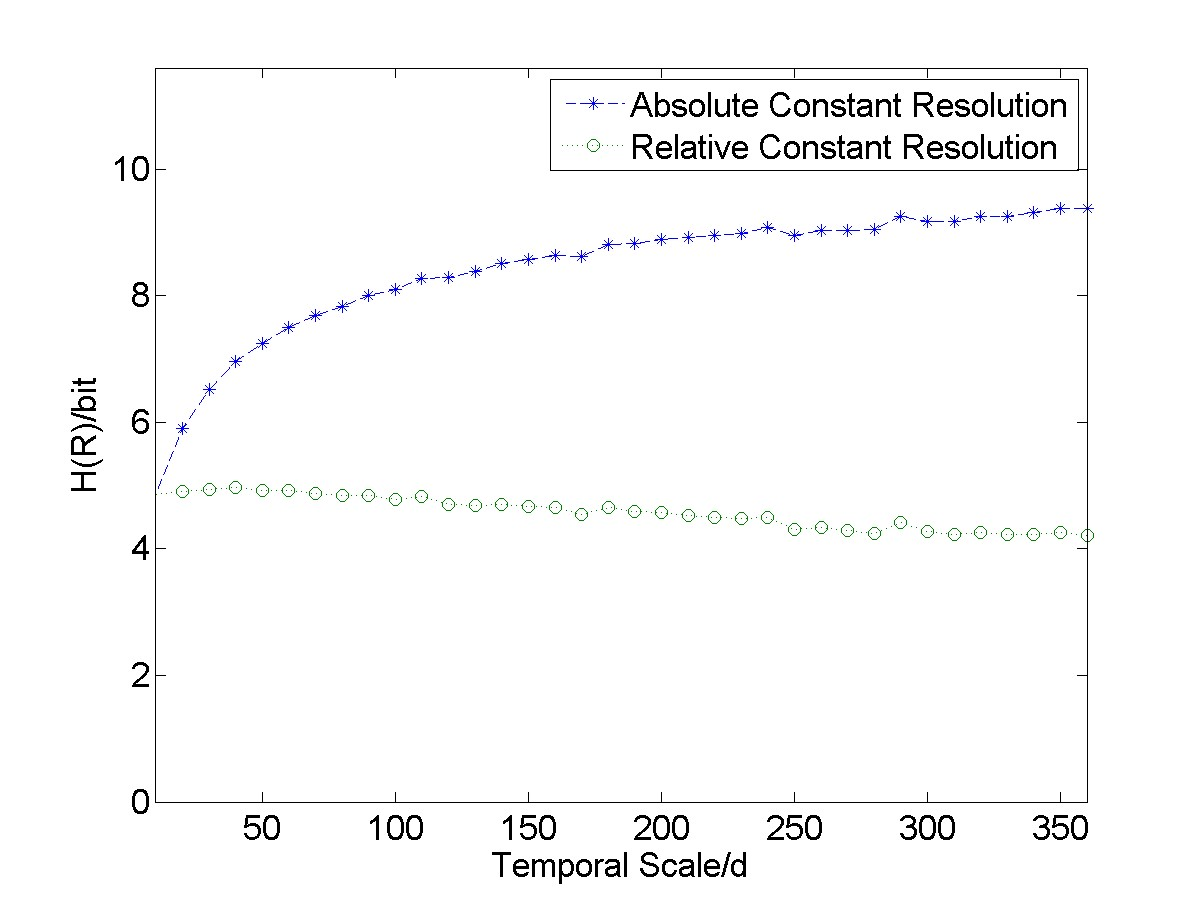 Absolute Constant Resolution
Relative Constant Resolution
10
8
6
4
2
0
H(R)/bit
50 100 150 200 250 300 350
Temporal Scale/d